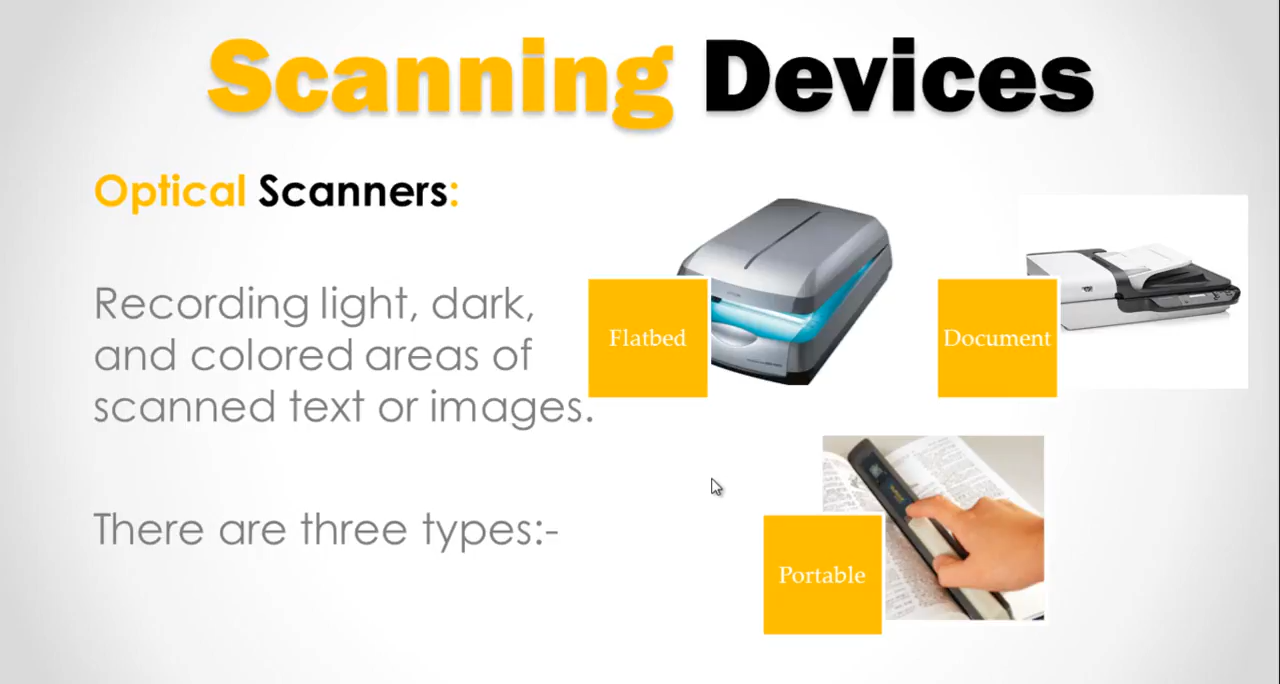 Scanning Devices
Optical Scanners:
Recording light, dark,
and colored areas of
scanned text or images.
There are three types:-
Flatbed
Document
Portable